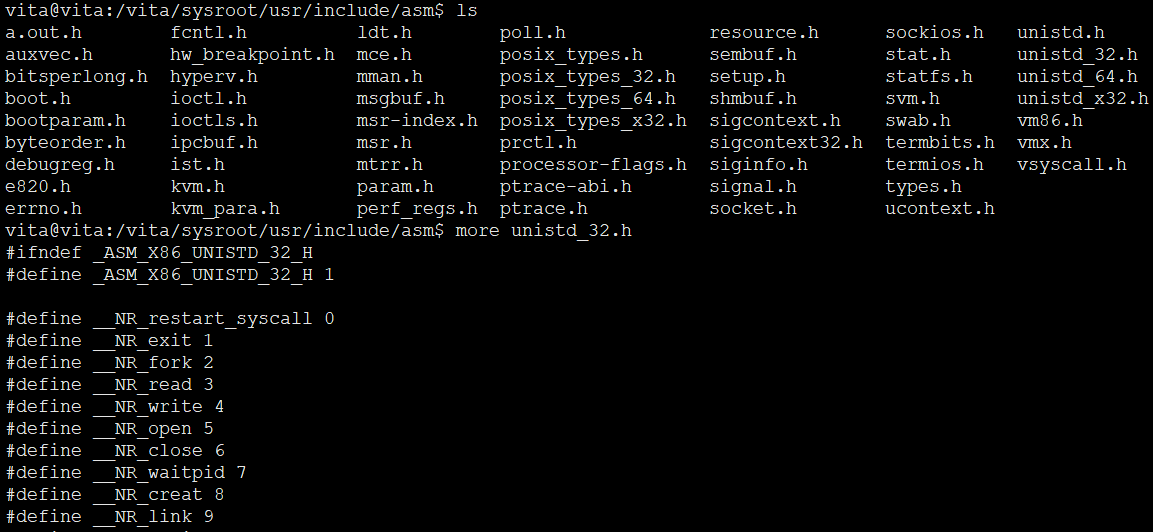 vita@vita:/vita/sysroot/usr/include/asm$ ls
a.out.h fcntl.h ldt.h poll.h resource.h sockios.h unistd.h
auxvec.h hw_breakpoint.h mce.h posix_types.h sembuf.h stat.h unistd_32.h
bitsperlong.h hyperv.h mman.h posix_types_32.h setup.h statfs.h unistd_64.h
boot.h ioctl.h msgbuf.h posix_types_64.h shmbuf.h svm.h unistd_x32.h
bootparam.h ioctls.h msr-index.h posix_types_x32.h sigcontext.h swab.h vm86.h
byteorder.h ipcbuf.h msr.h prctl.h sigcontext32.h termbits.h vmx.h
debugreg.h ist.h mtrr.h processor-flags.h siginfo.h termios.h vsyscall.h
e820.h kvm.h param.h ptrace-abi.h signal.h types.h
errno.h kvm_para.h perf_regs.h ptrace.h socket.h ucontext.h
vita@vita:/vita/sysroot/usr/include/asm$ more unistd_32.h
#ifndef _ASM_X86_UNISTD_32_H
#define _ASM_X86_UNISTD_32_H 1
#define __NR_restart_syscall 0
#define __NR_exit 1
#define __NR_fork 2
#define __NR_read 3
#define __NR_write 4
#define __NR_open 5
#define __NR_close 6
#define __NR_waitpid 7
#define __NR_creat 8
#define __NR_link 9